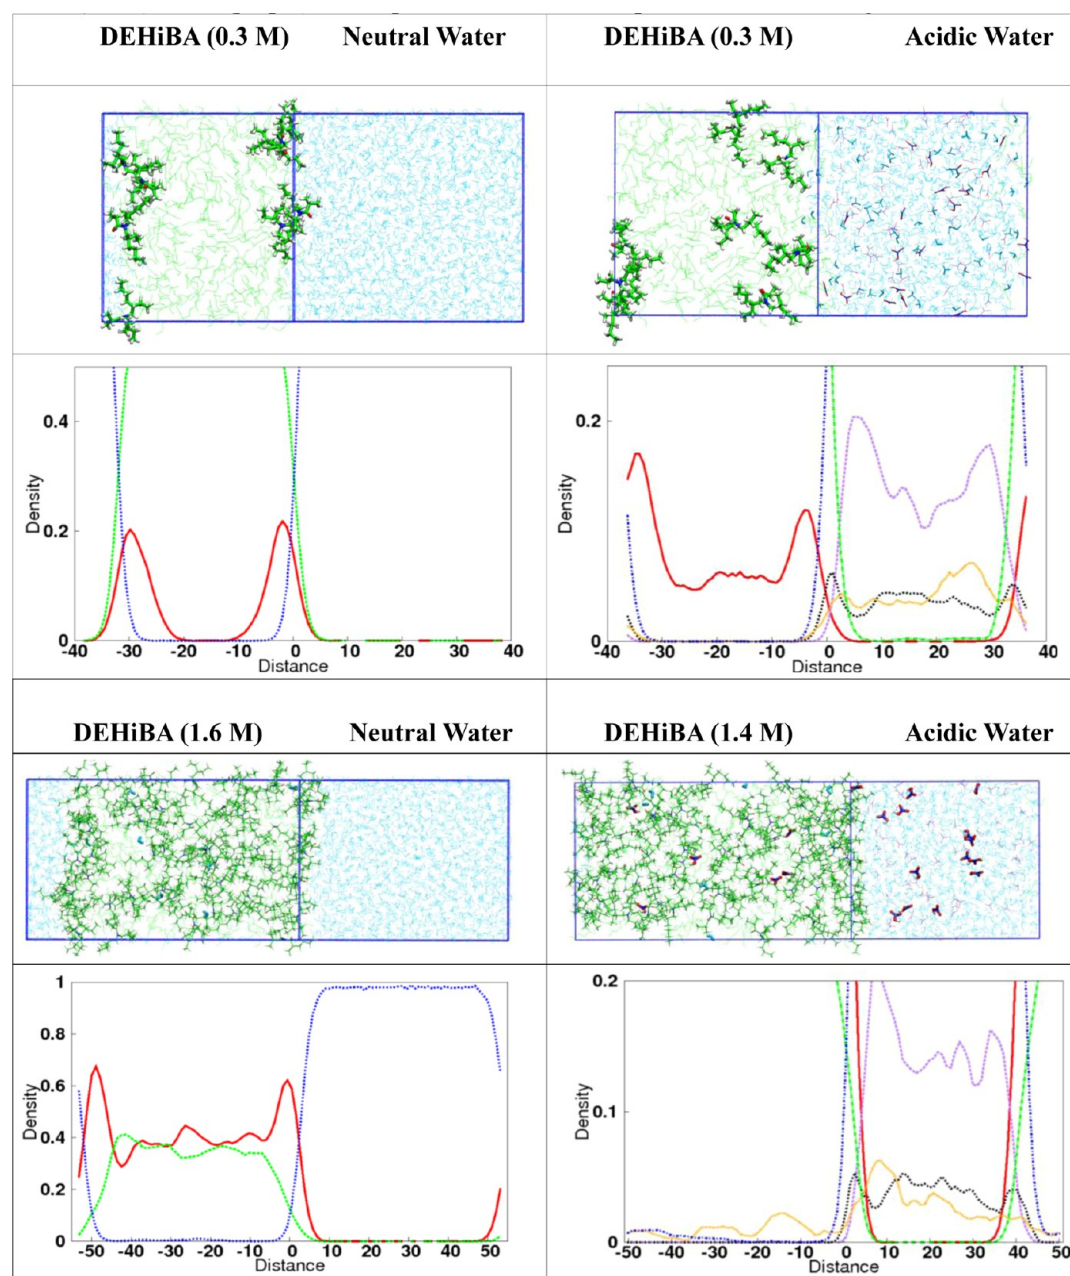 DEHiBA (0.3 M) Neutral Water
DEHiBA (0.3 M) Acidic Water
0.4
0.2
0
Density
-40 -30 -20 -10 0 10 20 30 40
Distance
0.2
0
Density
-40 -30 -20 -10 0 10 20 30 40
Distance
DEHiBA (1.6 M) Neutral Water
DEHiBA (1.4 M) Acidic Water
1
0.8
0.6
0.4
0.2
0
Density
-50 -40 -30 -20 -10 0 10 20 30 40 50
Distance
0.2
0.1
0
Density
-50 -40 -30 -20 -10 0 10 20 30 40 50
Distance